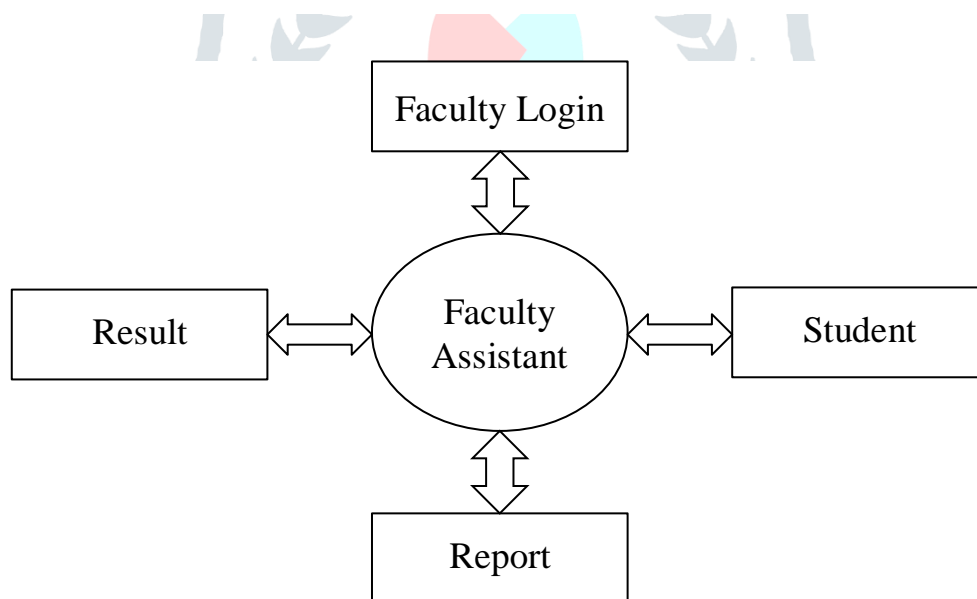 Faculty Login
Result
Faculty
Assistant
Student
Report